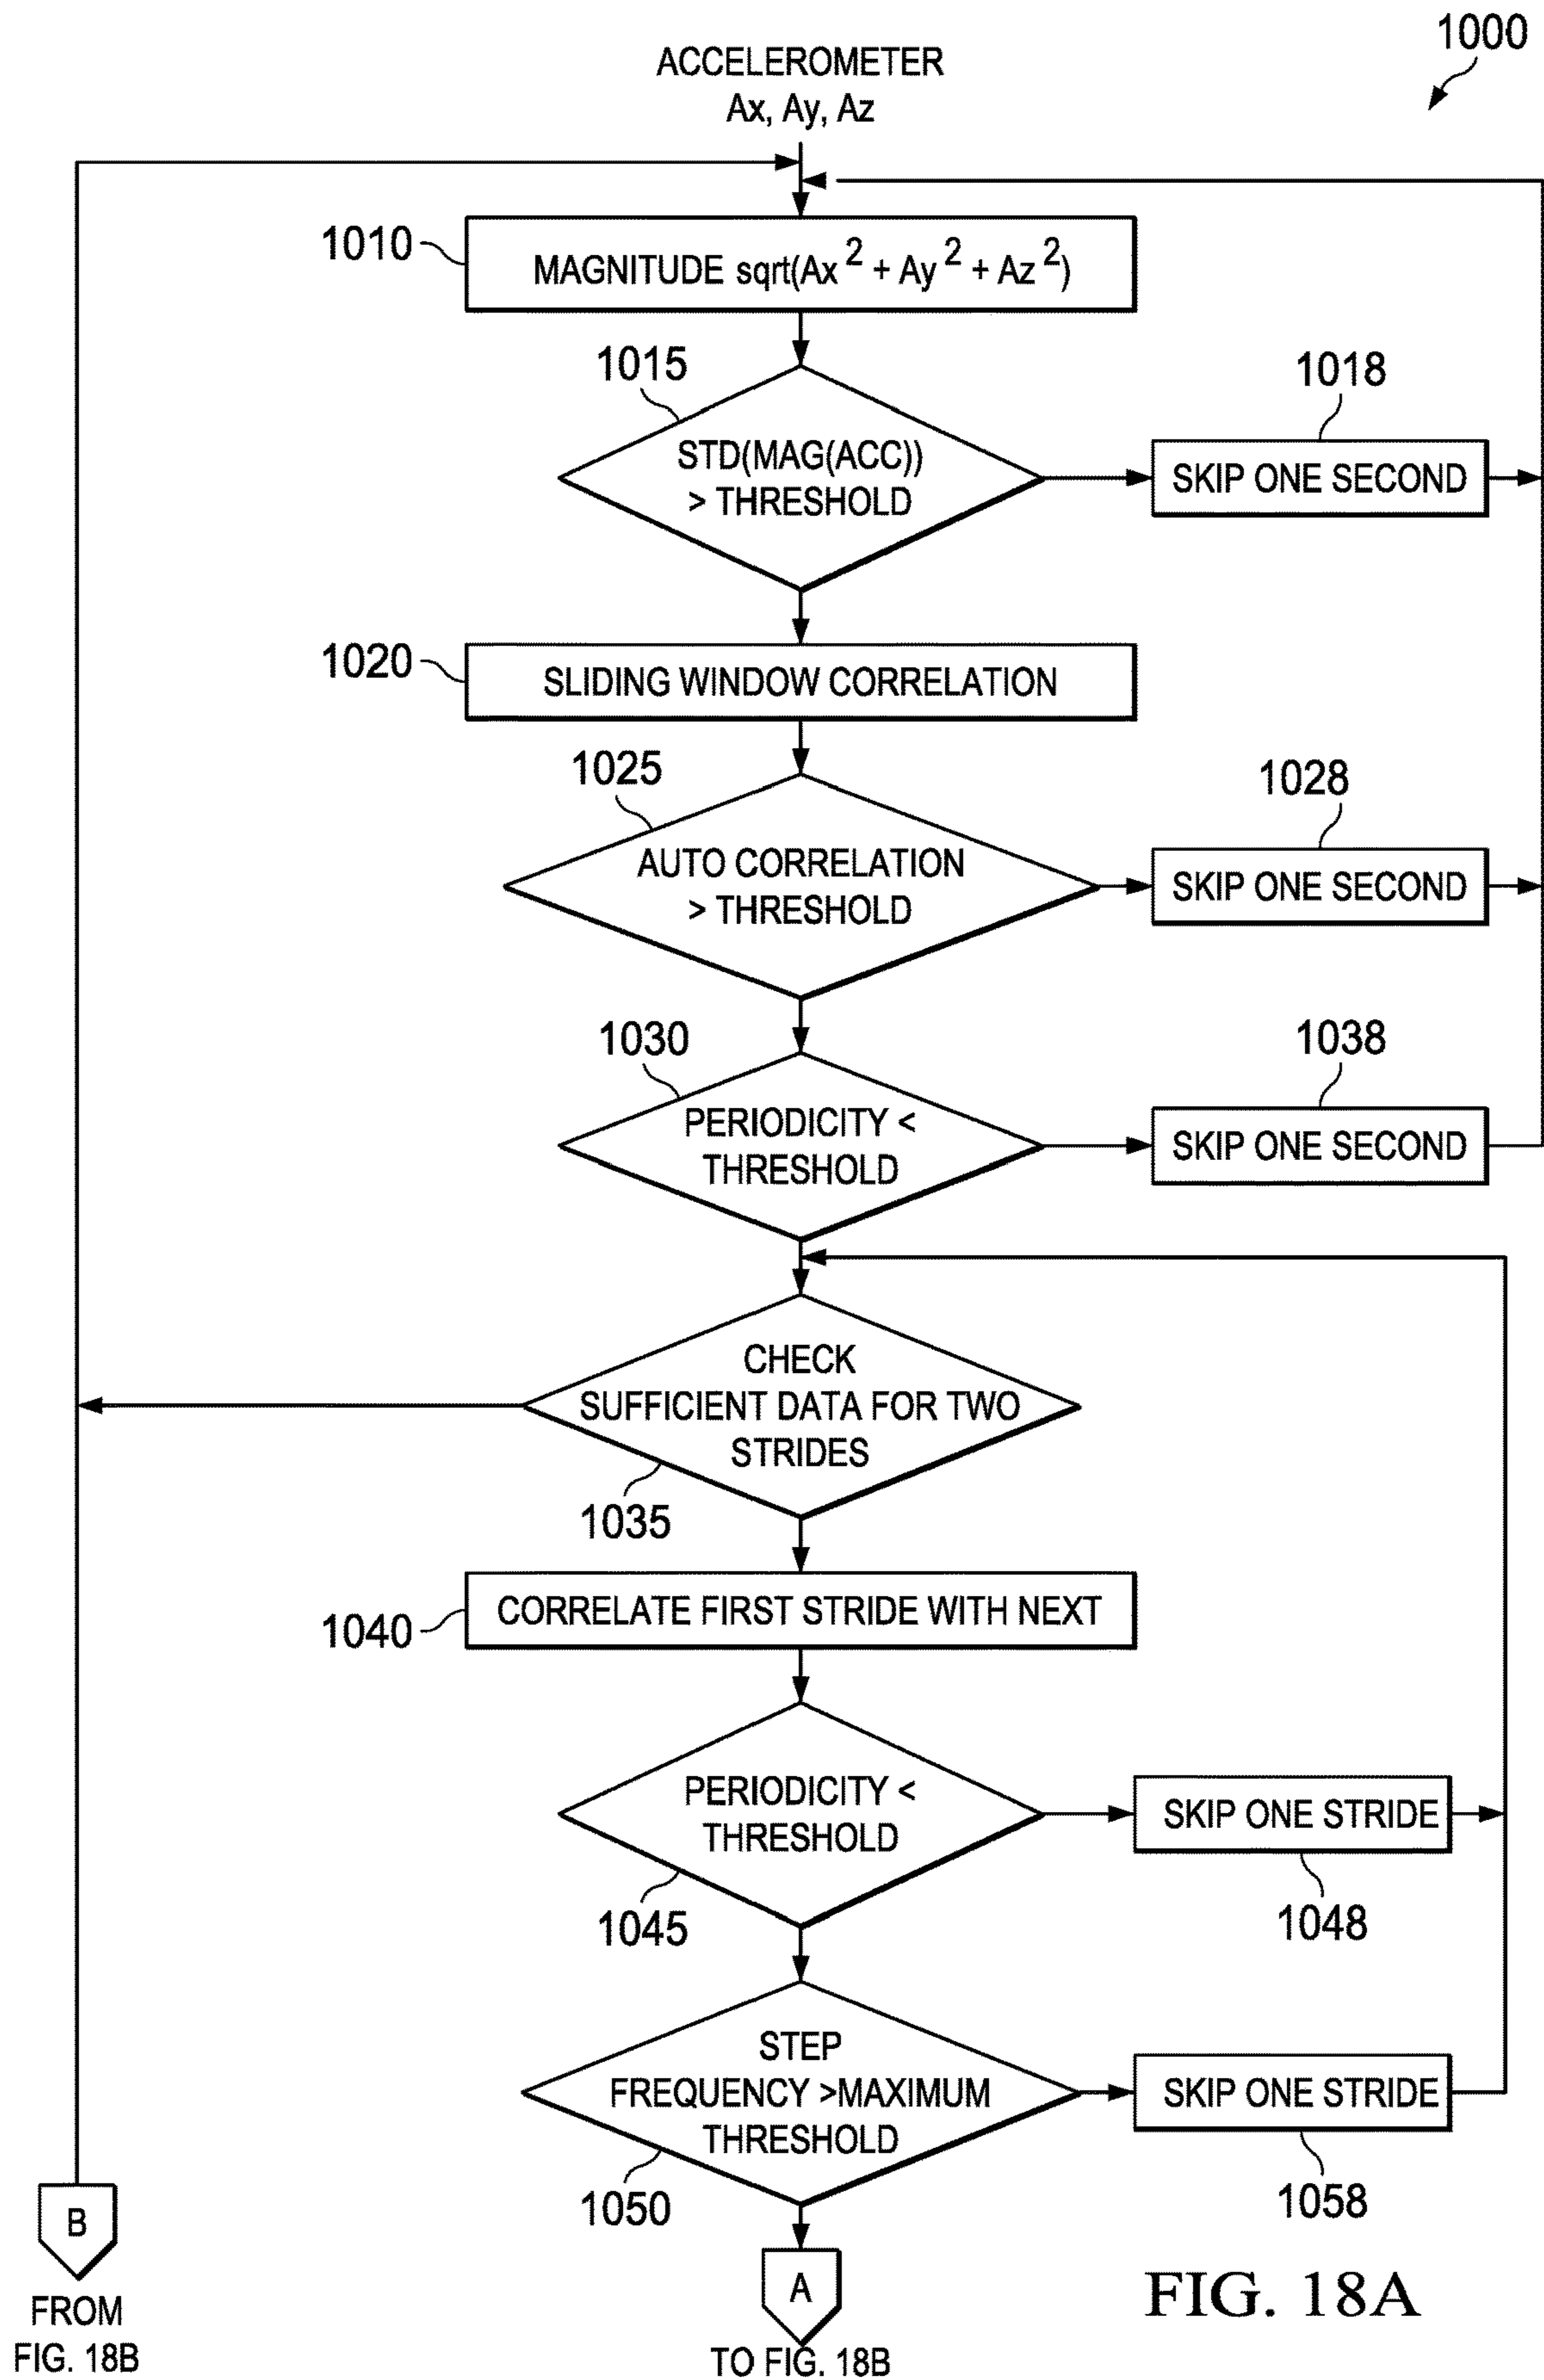 1000
ACCELEROMETER
Ax, Ay, Az
1010
MAGNITUDE sqrt(Ax 2 + Ay 2 + Az 2)
1015
STD(MAG(ACC))
> THRESHOLD
1018
SKIP ONE SECOND
1020
SLIDING WINDOW CORRELATION
1025
AUTO CORRELATION
> THRESHOLD
1028
SKIP ONE SECOND
1030
PERIODICITY <
THRESHOLD
1038
SKIP ONE SECOND
CHECK
SUFFICIENT DATA FOR TWO
STRIDES
1035
1040
CORRELATE FIRST STRIDE WITH NEXT
PERIODICITY <
THRESHOLD
1045
SKIP ONE STRIDE
1048
STEP
FREQUENCY >MAXIMUM
THRESHOLD
1050
SKIP ONE STRIDE
1058
B
FROM
FIG. 18B
A
TO FIG. 18B
FIG. 18A